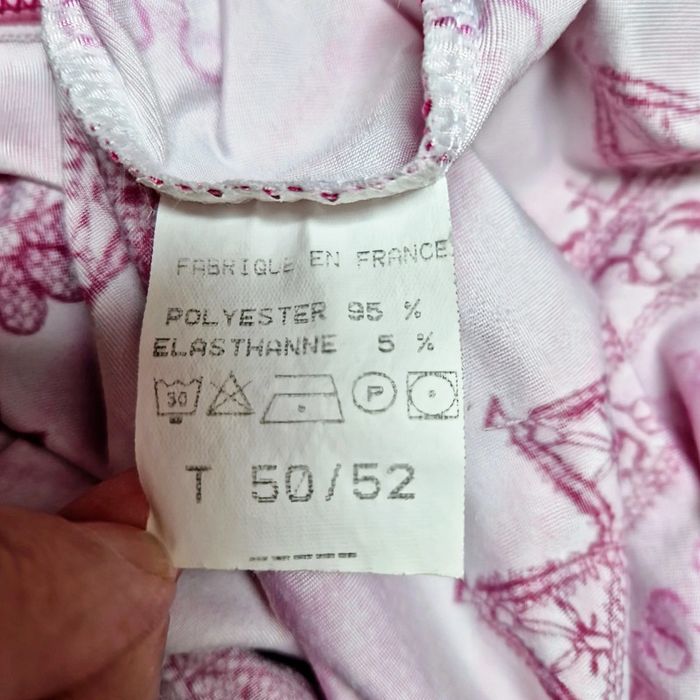 FABRIQUE EN FRANCE
POLYESTER 95 %
ELASTHANNE 5 %
30 P
T 50/52